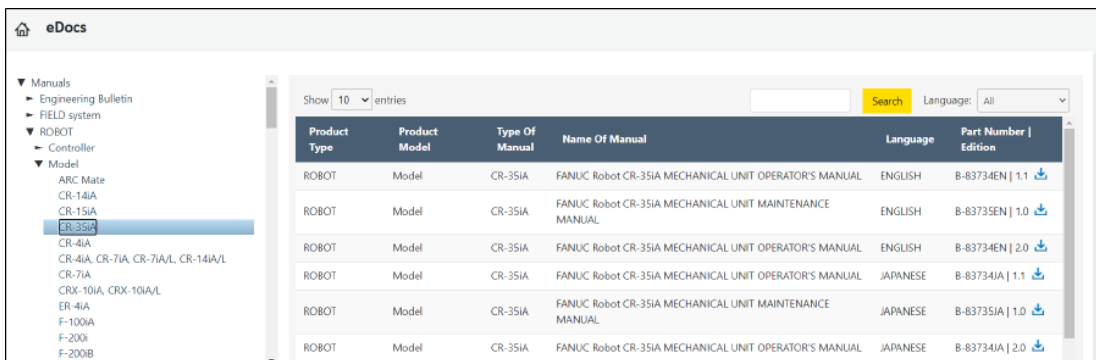 eDocs
▼ Manuals
► Engineering Bulletin
► FIELD system
▼ ROBOT
► Controller
▼ Model
ARC Mate
CR-14iA
CR-15iA
CR-35iA
CR-4iA
CR-4iA, CR-7iA, CR-7iA/L, CR-14iA/L
CR-7iA
CRX-10iA, CRX-10iA/L
ER-4iA
F-100iA
F-200i
F-200iB
Show 10 entries
Search
Language: All
Product Type Product Model Type Of Manual Name Of Manual Language Part Number | Edition
ROBOT Model CR-35iA FANUC Robot CR-35iA MECHANICAL UNIT OPERATOR'S MANUAL ENGLISH B-83734EN | 1.1
ROBOT Model CR-35iA FANUC Robot CR-35iA MECHANICAL UNIT MAINTENANCE MANUAL ENGLISH B-83735EN | 1.0
ROBOT Model CR-35iA FANUC Robot CR-35iA MECHANICAL UNIT OPERATOR'S MANUAL ENGLISH B-83734EN | 2.0
ROBOT Model CR-35iA FANUC Robot CR-35iA MECHANICAL UNIT OPERATOR'S MANUAL JAPANESE B-83734JA | 1.1
ROBOT Model CR-35iA FANUC Robot CR-35iA MECHANICAL UNIT MAINTENANCE MANUAL JAPANESE B-83735JA | 1.0
ROBOT Model CR-35iA FANUC Robot CR-35iA MECHANICAL UNIT OPERATOR'S MANUAL JAPANESE B-83734JA | 2.0